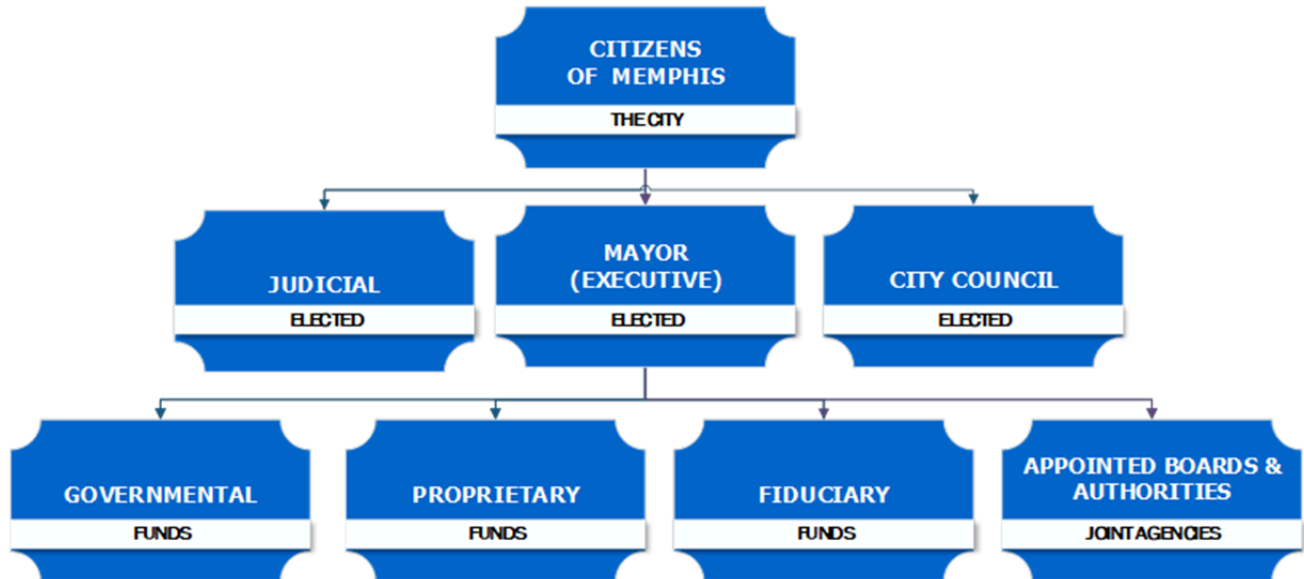 CITIZENS
OF MEMPHIS
THE CITY
JUDICIAL
ELECTED
MAYOR
(EXECUTIVE)
ELECTED
CITY COUNCIL
ELECTED
GOVERNMENTAL
FUNDS
PROPRIETARY
FUNDS
FIDUCIARY
FUNDS
APPOINTED BOARDS &
AUTHORITIES
JOINT AGENCIES